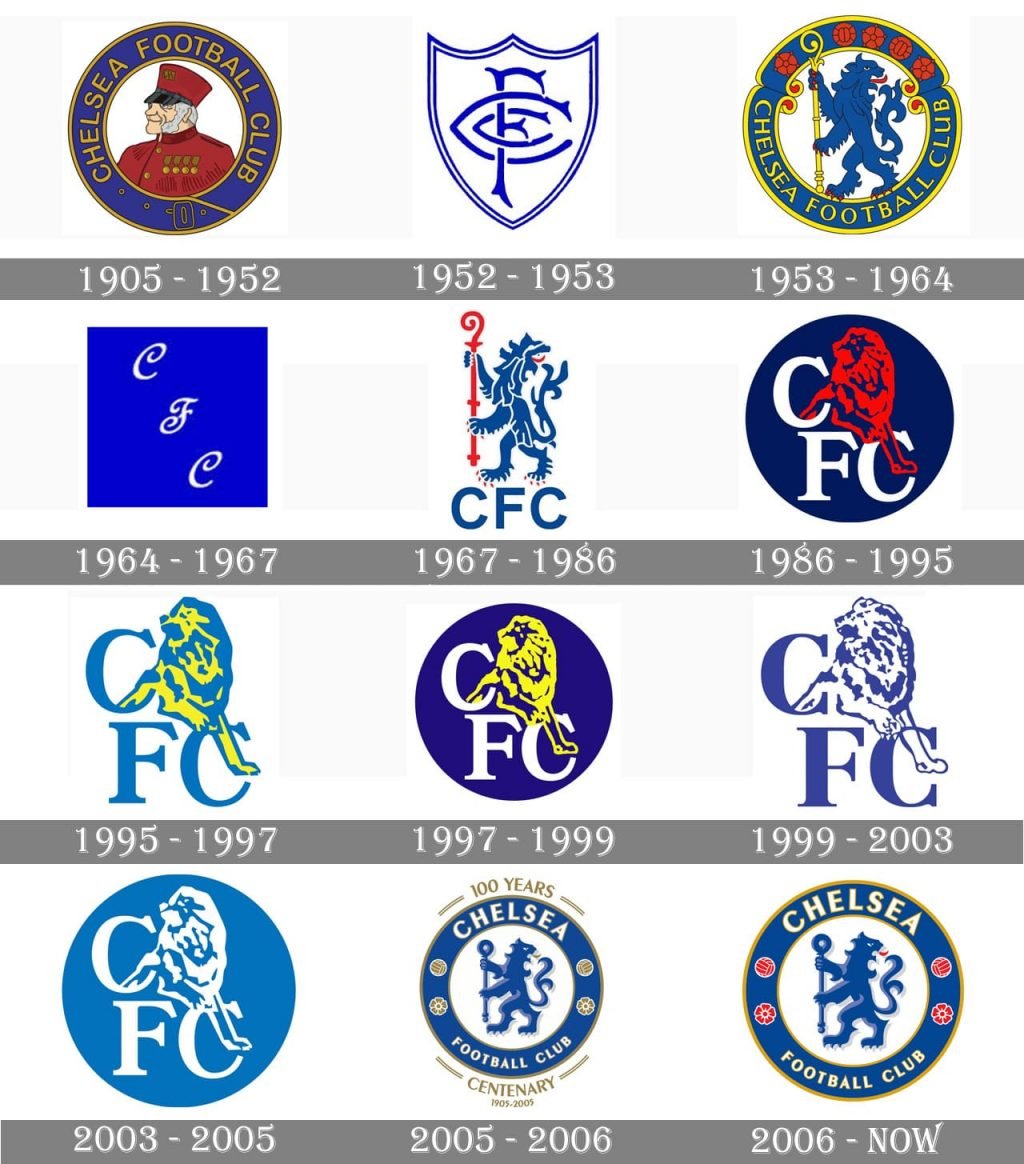 CHELSEA FOOTBALL CLUB
CFC
CHELSEA FOOTBALL CLUB
1905 - 1952
1952 - 1953
1953 - 1964
C
F
C
CFC
C
FC
1964 - 1967
1967 - 1986
1986 - 1995
C
FC
C
FC
C
FC
1995 - 1997
1997 - 1999
1999 - 2003
C
FC
100 YEARS
CHELSEA
FOOTBALL CLUB
CENTENARY
1905-2005
CHELSEA
FOOTBALL CLUB
2003 - 2005
2005 - 2006
2006 - NOW